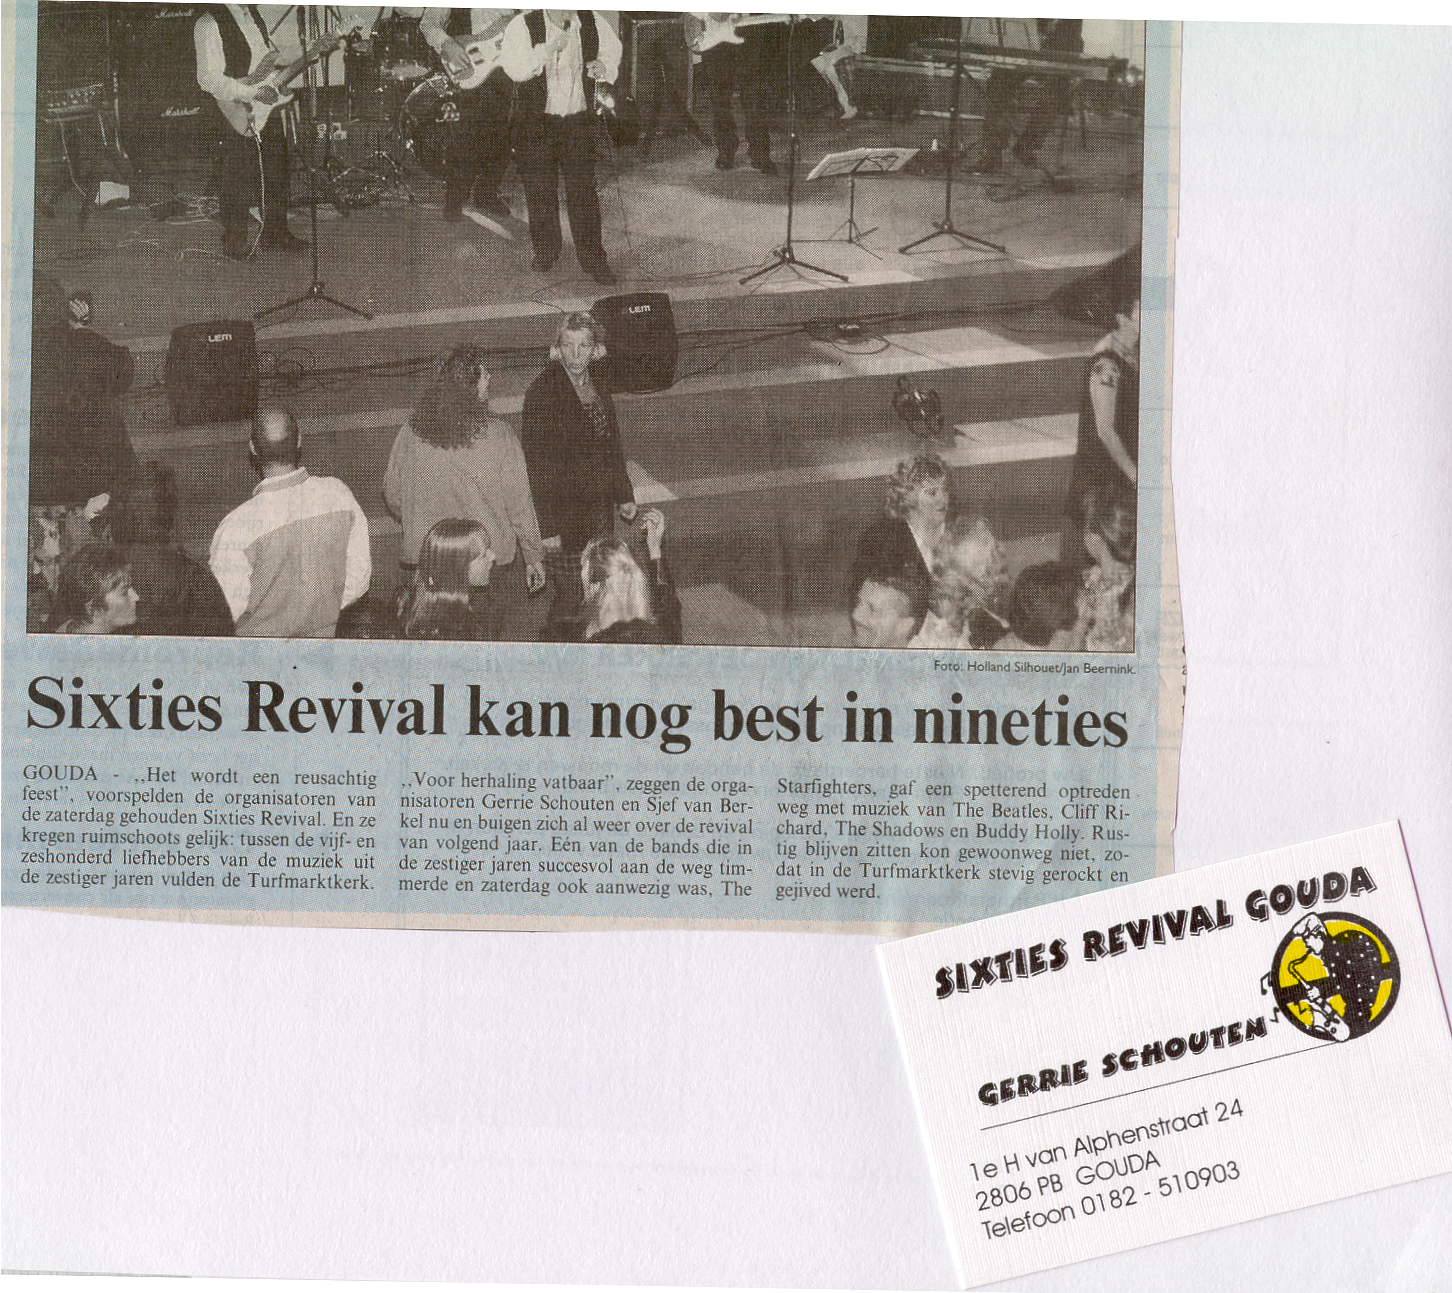 Marshall
Marshall
LEM
LEM
Foto: Holland Silhouet/Jan Beernink.
Sixties Revival kan nog best in nineties
GOUDA - ,,Het wordt een reusachtig
feest", voorspelden de organisatoren van
de zaterdag gehouden Sixties Revival. En ze
kregen ruimschoots gelijk: tussen de vijf- en
zeshonderd liefhebbers van de muziek uit
de zestiger jaren vulden de Turfmarktkerk.
,,Voor herhaling vatbaar", zeggen de orga-
nisatoren Gerrie Schouten en Sjef van Ber-
kel nu en buigen zich al weer over de revival
van volgend jaar. Eén van de bands die in
de zestiger jaren succesvol aan de weg tim-
merde en zaterdag ook aanwezig was, The
Starfighters, gaf een spetterend optreden
weg met muziek van The Beatles, Cliff Ri-
chard, The Shadows en Buddy Holly. Rus-
tig blijven zitten kon gewoonweg niet, zo-
dat in de Turfmarktkerk stevig gerockt en
gejived werd.
SIXTIES REVIVAL GOUDA
GERRIE SCHOUTEN
1e H van Alphenstraat 24
2806 PB GOUDA
Telefoon 0182 - 510903